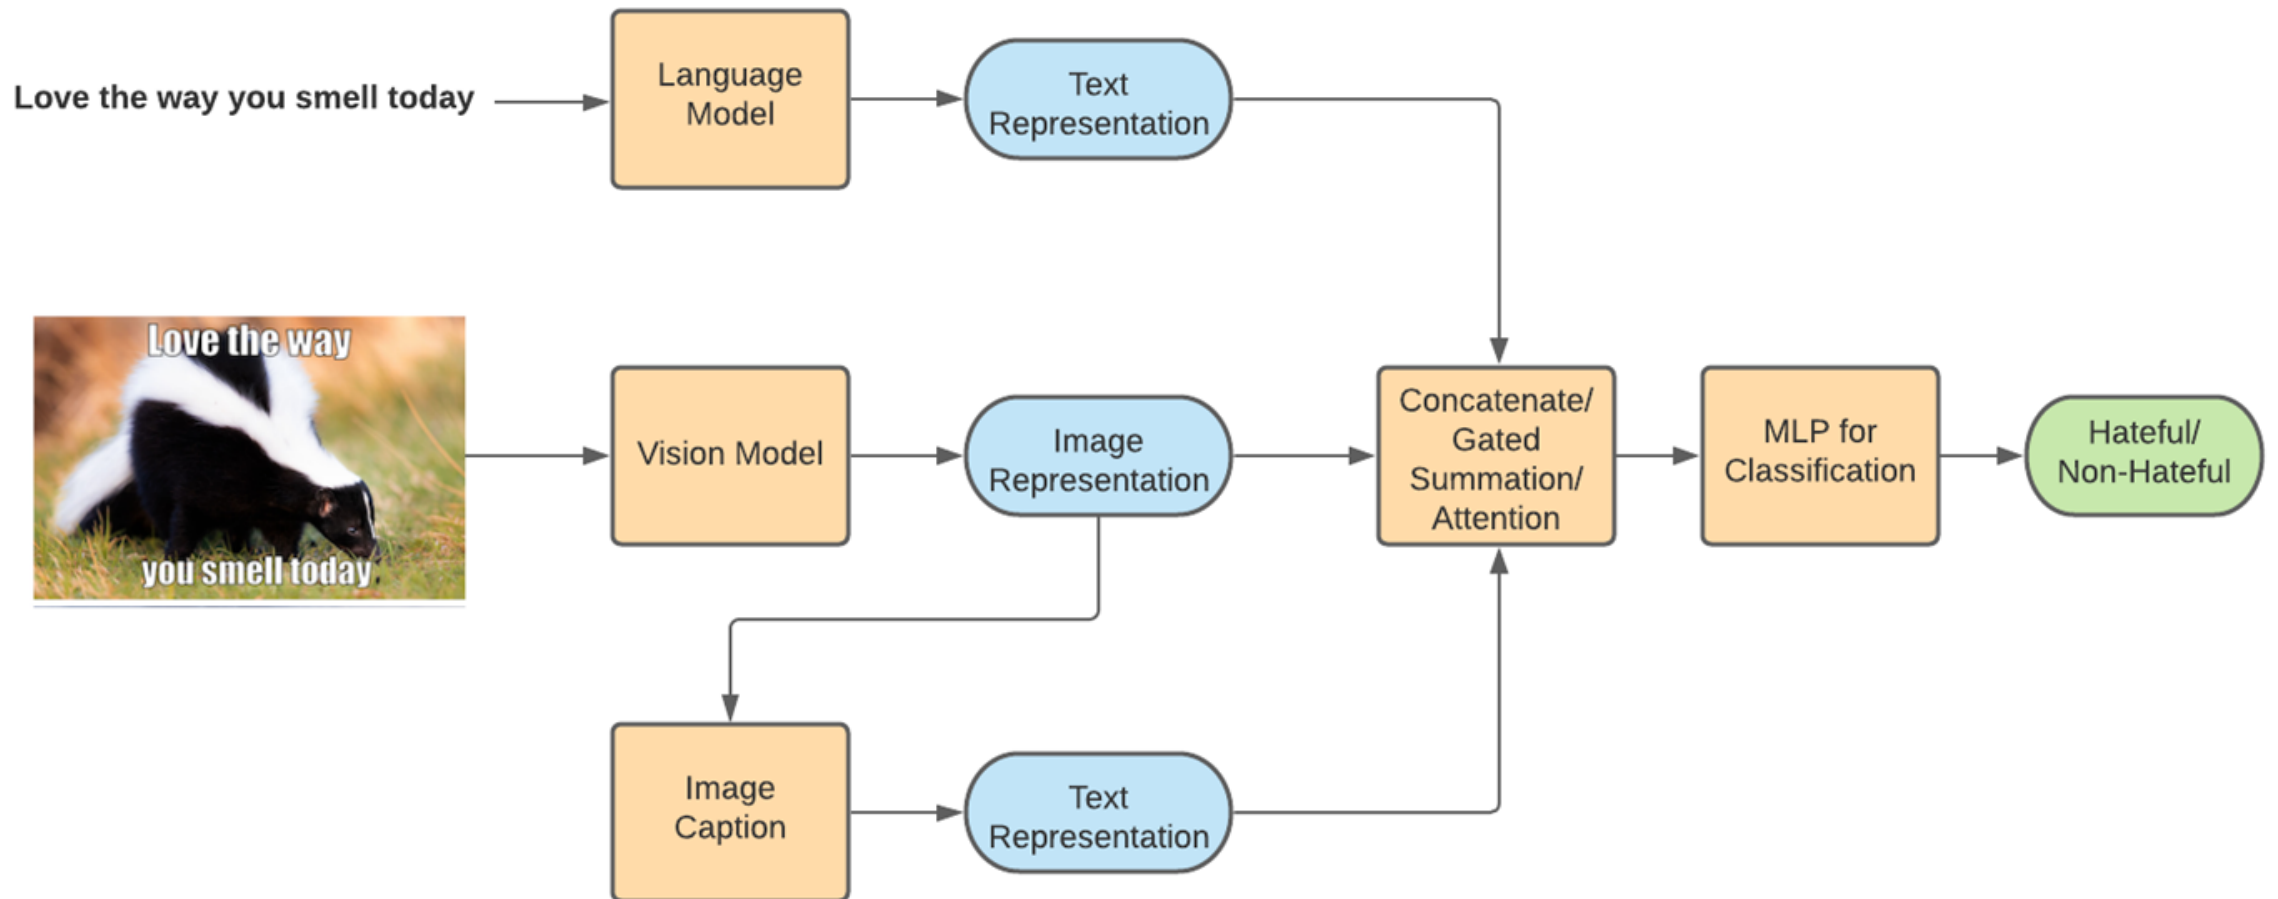 Love the way you smell today
Language
Model
Text
Representation
Love the way
you smell today
Vision Model
Image
Representation
Concatenate/
Gated
Summation/
Attention
MLP for
Classification
Hateful/
Non-Hateful
Image
Caption
Text
Representation